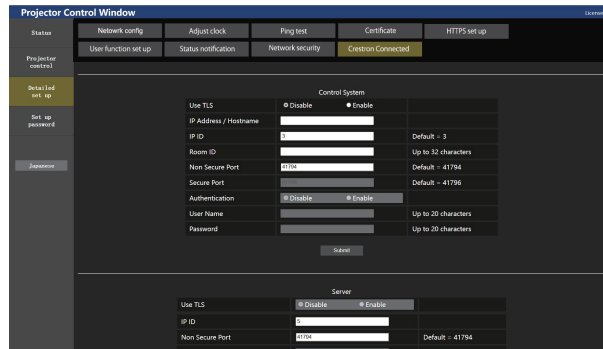 Projector Control Window
License
Status
Netowrk config
Adjust clock
Ping test
Certificate
HTTPS set up
User function set up
Status notification
Network security
Crestron Connected
Projector
control
Detailed
set up
Set up
password
Japanese
Control System
Use TLS Disable Enable
IP Address / Hostname
IP ID 3 Default = 3
Room ID Up to 32 characters
Non Secure Port 41794 Default = 41794
Secure Port Default = 41796
Authentication Disable Enable
User Name Up to 20 characters
Password Up to 20 characters
Submit
Server
Use TLS Disable Enable
IP ID 5
Non Secure Port 41794 Default = 41794